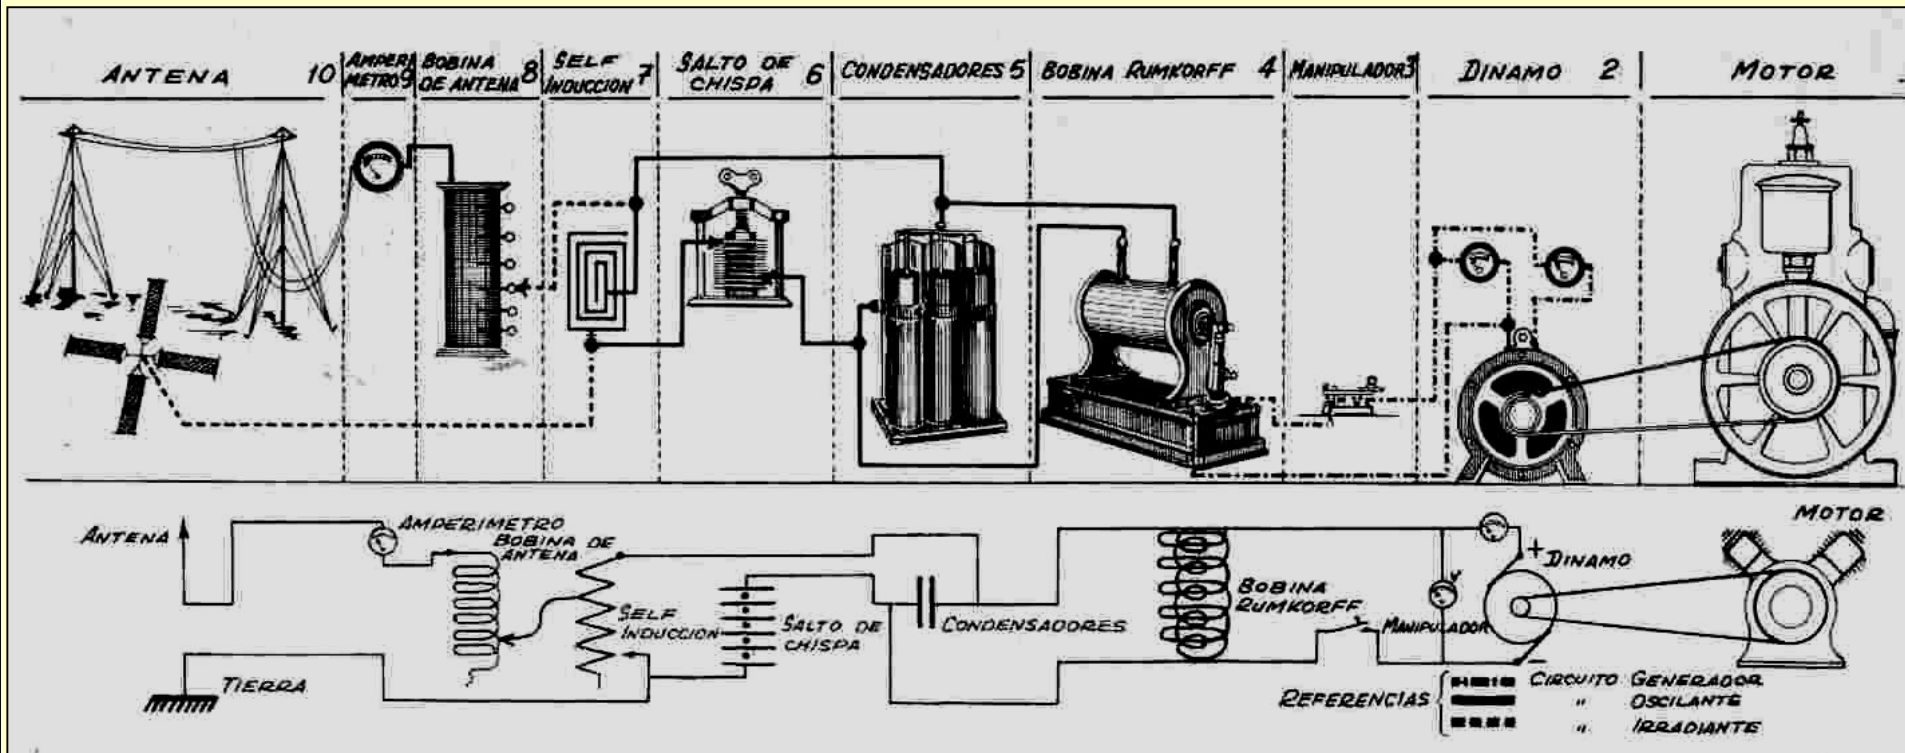 ANTENA 10
AMPERI
METRO 9
BOBINA
DE ANTENA 8
SELF
INDUCCION 7
SALTO DE
CHISPA 6
CONDENSADORES 5
BOBINA RUMKORFF 4
MANIPULADOR 3
DINAMO 2
MOTOR
ANTENA
AMPERIMETRO
BOBINA DE
ANTENA
SELF
INDUCCION
SALTO DE
CHISPA
CONDENSADORES
BOBINA
RUMKORFF
MANIPULADOR
+ DINAMO
-
MOTOR
TIERRA
REFERENCIAS
CIRCUITO GENERADOR
" OSCILANTE
" IRRADIANTE